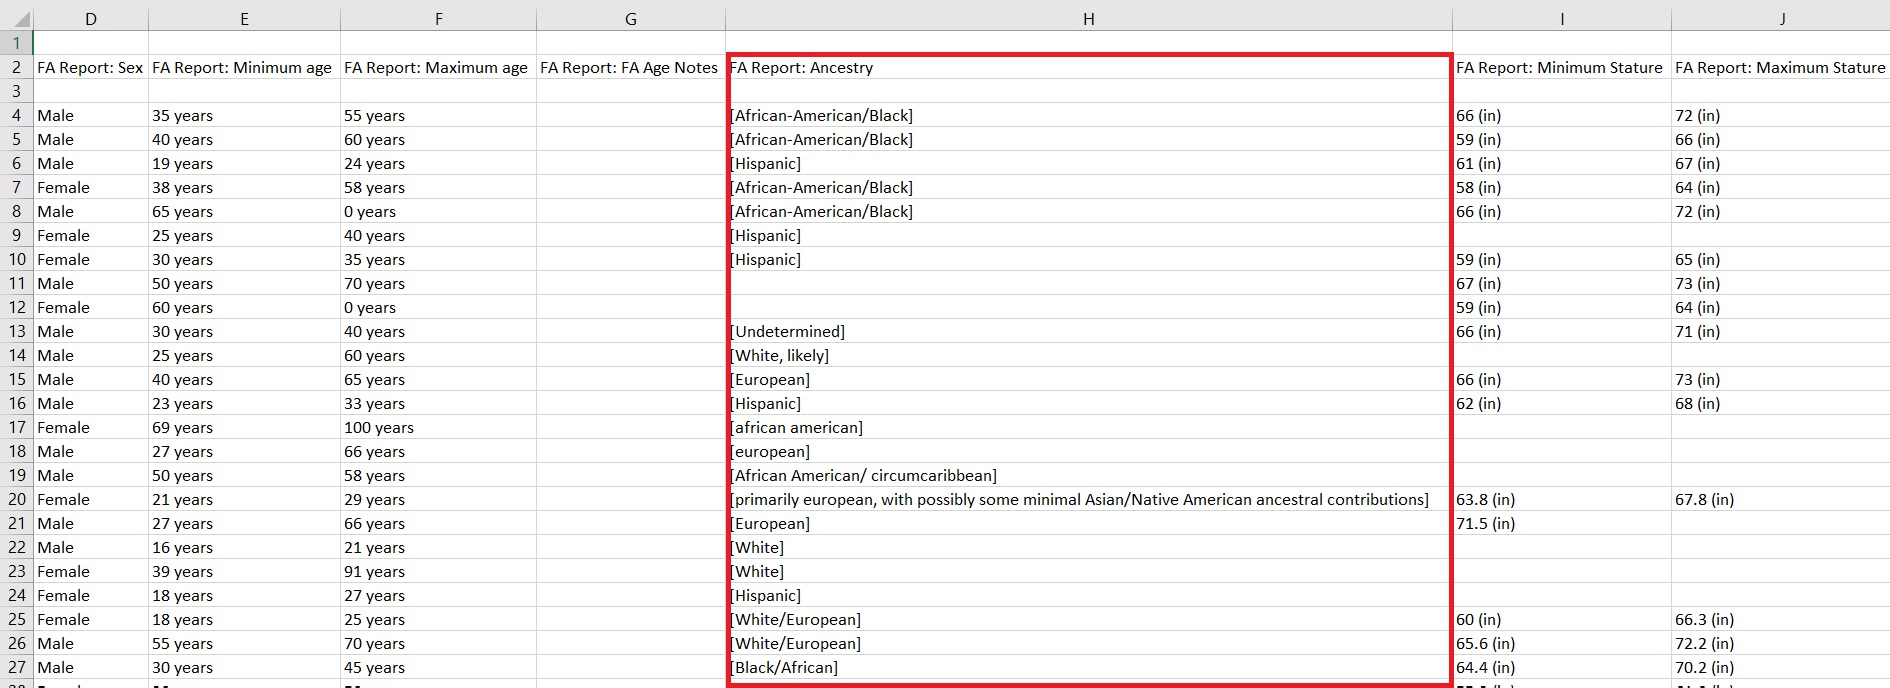 D E F G H I J
1
2 FA Report: Sex FA Report: Minimum age FA Report: Maximum age FA Report: FA Age Notes FA Report: Ancestry FA Report: Minimum Stature FA Report: Maximum Stature
3
4 Male 35 years 55 years [African-American/Black] 66 (in) 72 (in)
5 Male 40 years 60 years [African-American/Black] 59 (in) 66 (in)
6 Male 19 years 24 years [Hispanic] 61 (in) 67 (in)
7 Female 38 years 58 years [African-American/Black] 58 (in) 64 (in)
8 Male 65 years 0 years [African-American/Black] 66 (in) 72 (in)
9 Female 25 years 40 years [Hispanic]
10 Female 30 years 35 years [Hispanic] 59 (in) 65 (in)
11 Male 50 years 70 years 67 (in) 73 (in)
12 Female 60 years 0 years 59 (in) 64 (in)
13 Male 30 years 40 years [Undetermined] 66 (in) 71 (in)
14 Male 25 years 60 years [White, likely]
15 Male 40 years 65 years [European] 66 (in) 73 (in)
16 Male 23 years 33 years [Hispanic] 62 (in) 68 (in)
17 Female 69 years 100 years [african american]
18 Male 27 years 66 years [european]
19 Male 50 years 58 years [African American/ circumcaribbean]
20 Female 21 years 29 years [primarily european, with possibly some minimal Asian/Native American ancestral contributions] 63.8 (in) 67.8 (in)
21 Male 27 years 66 years [European] 71.5 (in)
22 Male 16 years 21 years [White]
23 Female 39 years 91 years [White]
24 Female 18 years 27 years [Hispanic]
25 Female 18 years 25 years [White/European] 60 (in) 66.3 (in)
26 Male 55 years 70 years [White/European] 65.6 (in) 72.2 (in)
27 Male 30 years 45 years [Black/African] 64.4 (in) 70.2 (in)